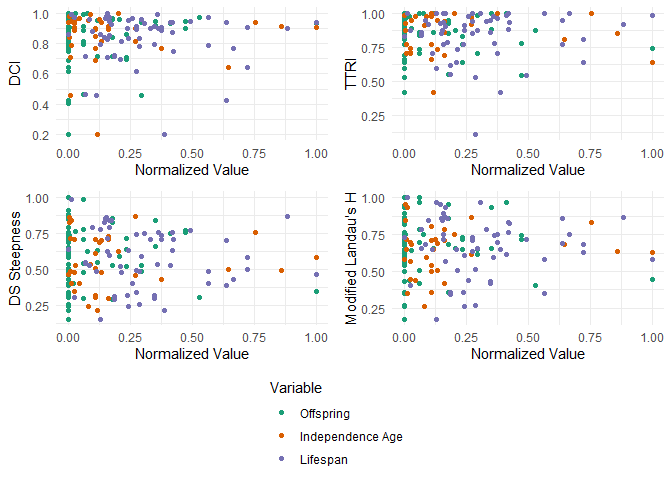 DCI
1.0
0.8
0.6
0.4
0.2
0.00 0.25 0.50 0.75 1.00
Normalized Value
TTRI
1.00
0.75
0.50
0.25
0.00 0.25 0.50 0.75 1.00
Normalized Value
DS Steepness
1.00
0.75
0.50
0.25
0.00 0.25 0.50 0.75 1.00
Normalized Value
Modified Landau's H
1.00
0.75
0.50
0.25
0.00 0.25 0.50 0.75 1.00
Normalized Value
Variable
Offspring
Independence Age
Lifespan